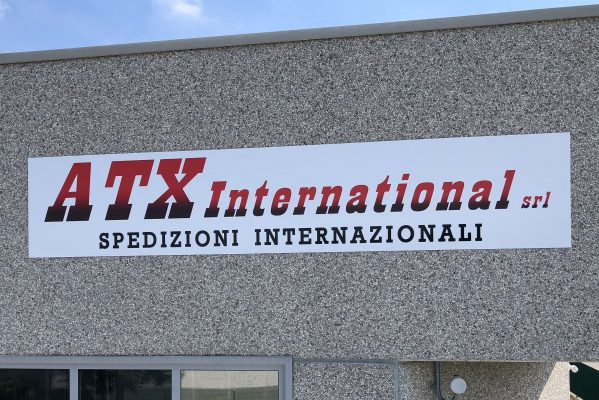 ATX International srl
SPEDIZIONI INTERNAZIONALI